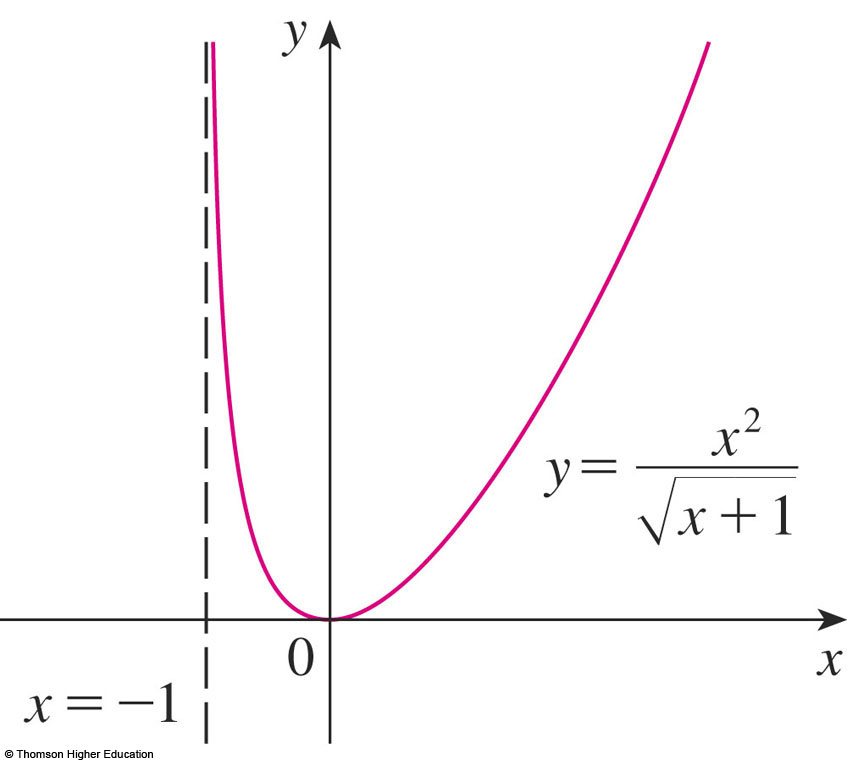 y
y = x²/√(x + 1)
0
x
x = −1
© Thomson Higher Education